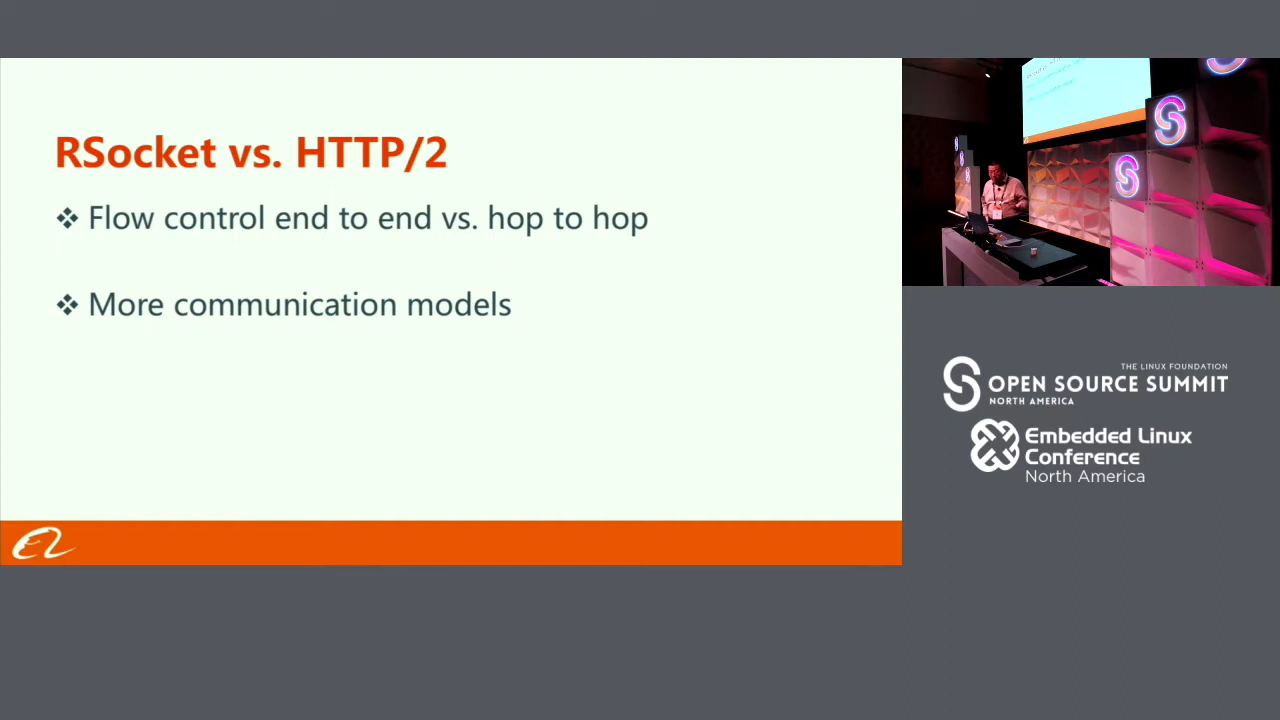 RSocket vs. HTTP/2
❖ Flow control end to end vs. hop to hop
❖ More communication models
THE LINUX FOUNDATION
OPEN SOURCE SUMMIT
NORTH AMERICA
Embedded Linux
Conference
North America